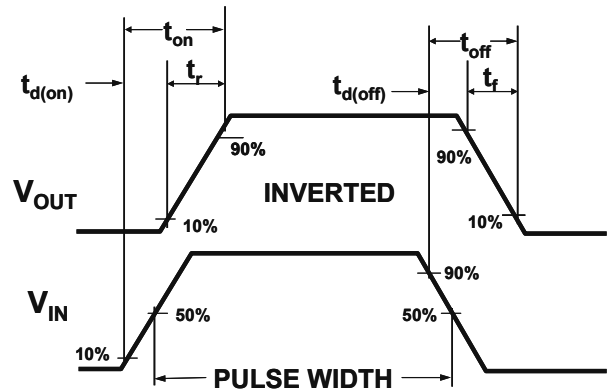 t_on t_off
t_d(on) t_r t_d(off) t_f
90% 90%
V_OUT INVERTED
10% 10%
90%
V_IN 50% 50%
10%
PULSE WIDTH